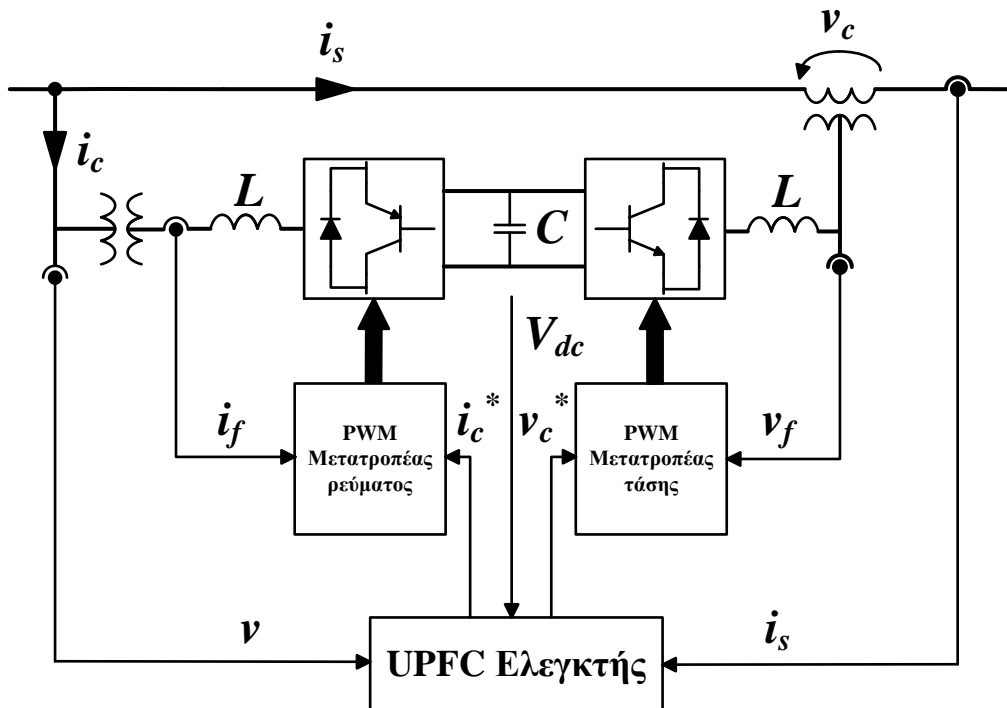 v_c
i_s
i_c
L
L
C
V_dc
i_f
i_c*
v_c*
v_f
PWM
Μετατροπέας
ρεύματος
PWM
Μετατροπέας
τάσης
v
i_s
UPFC Ελεγκτής